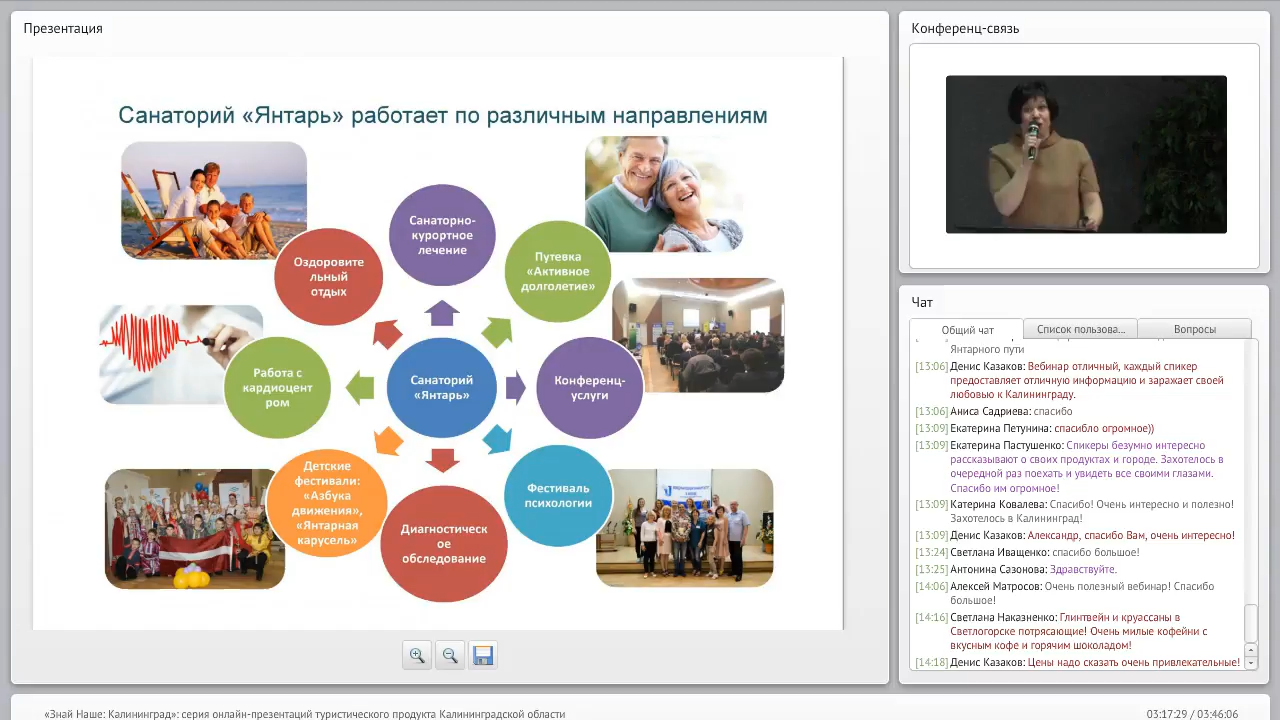 Презентация
Санаторий «Янтарь» работает по различным направлениям
Санаторно-
курортное
лечение
Оздоровите
льный
отдых
Путевка
«Активное
долголетие»
Работа с
кардиоцент
ром
Санаторий
«Янтарь»
Конференц-
услуги
Детские
фестивали:
«Азбука
движения»,
«Янтарная
карусель»
Диагностическ
ое
обследование
Фестиваль
психологии
Конференц-связь
Чат
Общий чат
Список пользова...
Вопросы
Янтарного пути
[13:06] Денис Казаков: Вебинар отличный, каждый спикер
предоставляет отличную информацию и заражает своей
любовью к Калининграду.
[13:06] Аниса Садриева: спасибо
[13:09] Екатерина Петунина: спасибло огромное))
[13:09] Екатерина Пастушенко: Спикеры безумно интересно
рассказывают о своих продуктах и городе. Захотелось в
очередной раз поехать и увидеть все своими глазами.
Спасибо им огромное!
[13:09] Катерина Ковалева: Спасибо! Очень интересно и полезно!
Захотелось в Калининград!
[13:09] Денис Казаков: Александр, спасибо Вам, очень интересно!
[13:24] Светлана Иващенко: спасибо большое!
[13:25] Антонина Сазонова: Здравствуйте.
[14:06] Алексей Матросов: Очень полезный вебинар! Спасибо
большое!
[14:16] Светлана Наказненко: Глинтвейн и круассаны в
Светлогорске потрясающие! Очень милые кофейни с
вкусным кофе и горячим шоколадом!
[14:18] Денис Казаков: Цены надо сказать очень привлекательные!
«Знай Наше: Калининград»: серия онлайн-презентаций туристического продукта Калининградской области
03:17:29 / 03:46:06